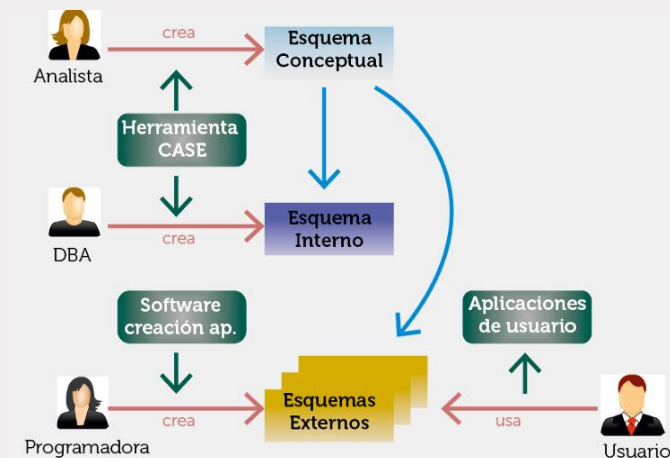 crea
Esquema
Conceptual
Analista
Herramienta
CASE
Esquema
Interno
crea
DBA
Software
creación ap.
Aplicaciones
de usuario
Esquemas
Externos
crea
usa
Programadora
Usuario